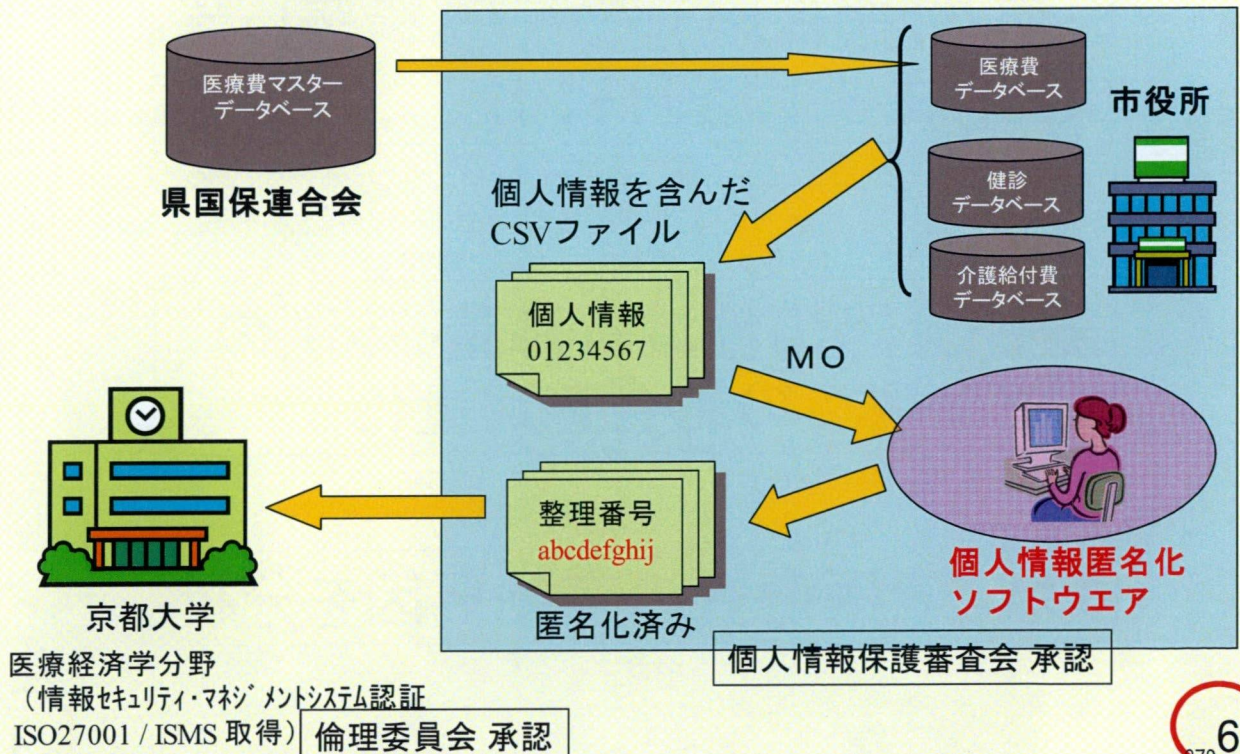 医療費マスター
データベース
県国保連合会
医療費
データベース
市役所
健診
データベース
介護給付費
データベース
個人情報を含んだ
CSVファイル
個人情報
01234567
MO
個人情報匿名化
ソフトウエア
整理番号
abcdefghij
匿名化済み
個人情報保護審査会 承認
京都大学
医療経済学分野
（情報セキュリティ・マネジメントシステム認証
ISO27001 / ISMS 取得）
倫理委員会 承認
6